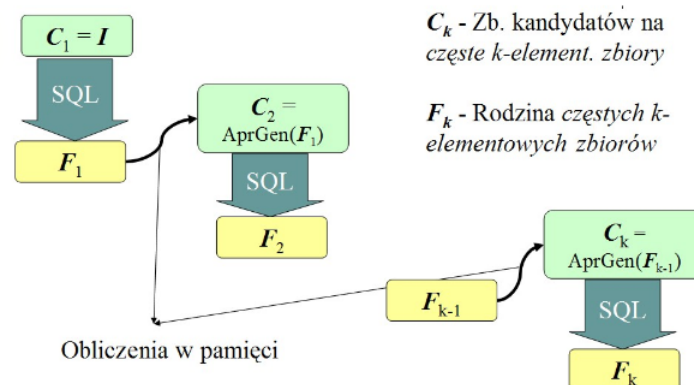 C1 = I
SQL
F1
C2 =
AprGen(F1)
SQL
F2
Ck - Zb. kandydatów na
częste k-element. zbiory
Fk - Rodzina częstych k-
elementowych zbiorów
Ck =
AprGen(Fk-1)
Fk-1
SQL
Fk
Obliczenia w pamięci